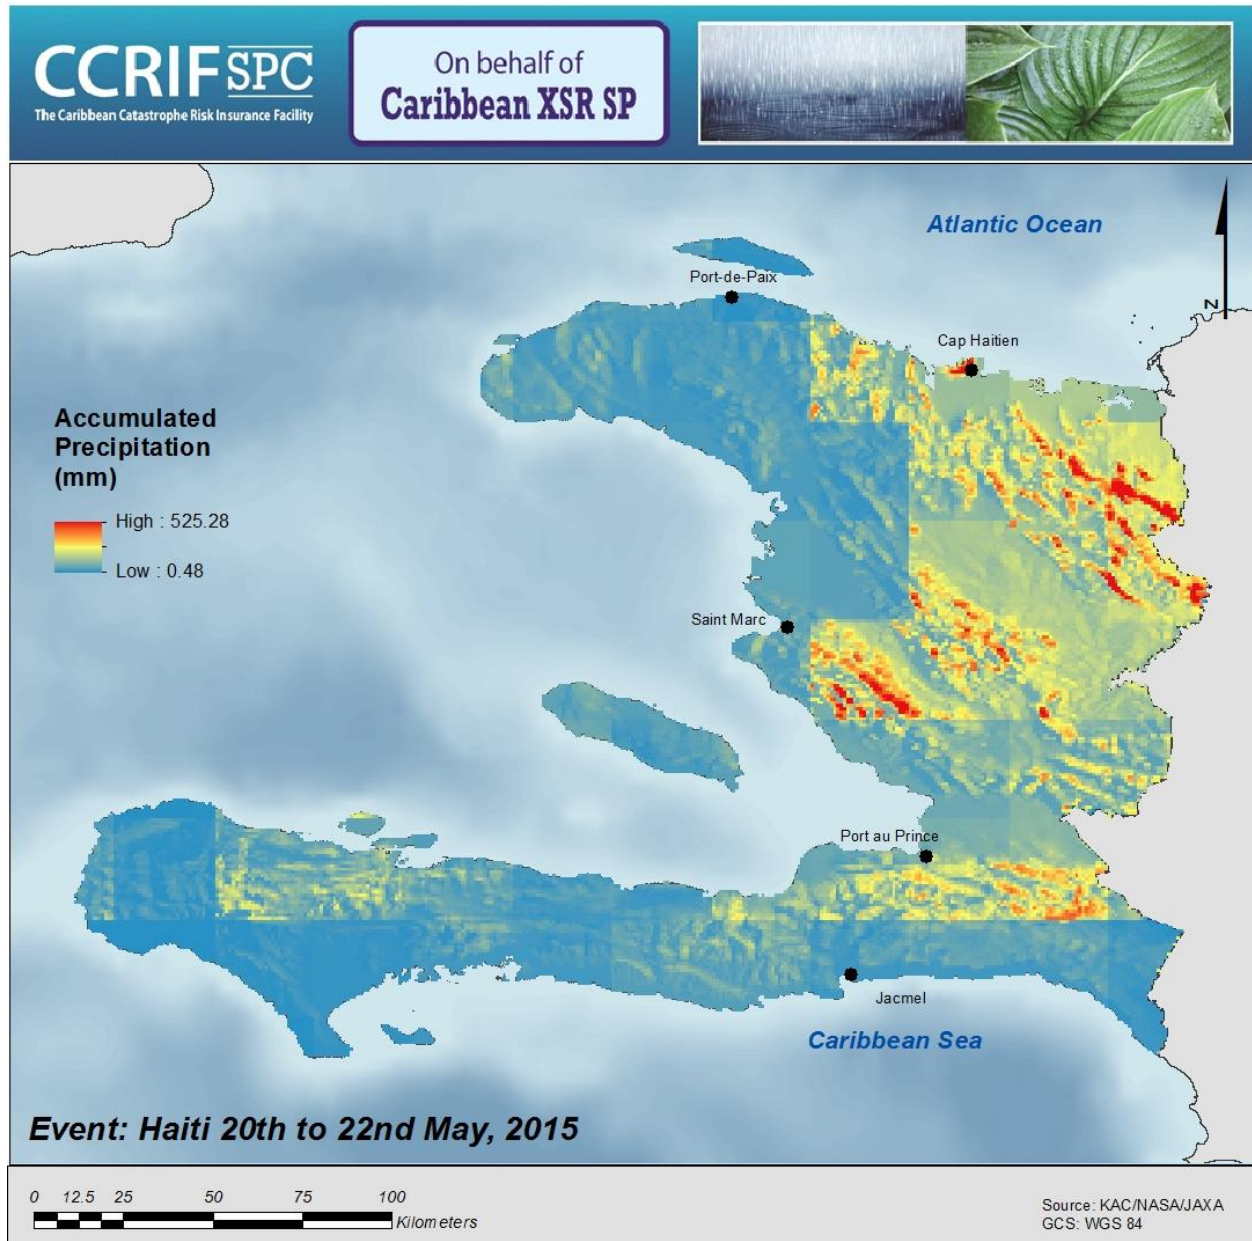 CCRIF SPC
The Caribbean Catastrophe Risk Insurance Facility
On behalf of
Caribbean XSR SP
Atlantic Ocean
Port-de-Paix
N
Cap Haitien
Accumulated
Precipitation
(mm)
High : 525.28
Low : 0.48
Saint Marc
Port au Prince
Jacmel
Caribbean Sea
Event: Haiti 20th to 22nd May, 2015
0 12.5 25 50 75 100
Kilometers
Source: KAC/NASA/JAXA
GCS: WGS 84